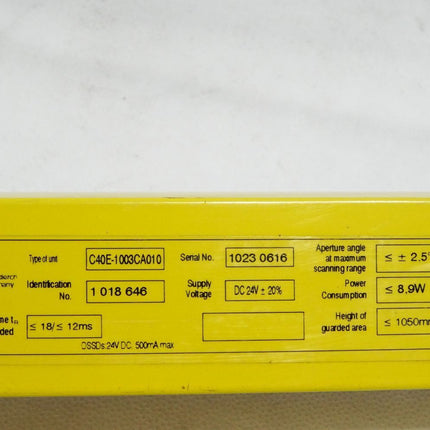 Type of unit C40E-1003CA010 Serial No. 1023 0616 Aperture angle at maximum scanning range ≤ ± 2.5°
Identification No. 1 018 646 Supply Voltage DC 24V ± 20% Power Consumption ≤ 8,9W
≤ 18/≤ 12ms Height of guarded area ≤ 1050mm
OSSDs: 24V DC, 500mA max